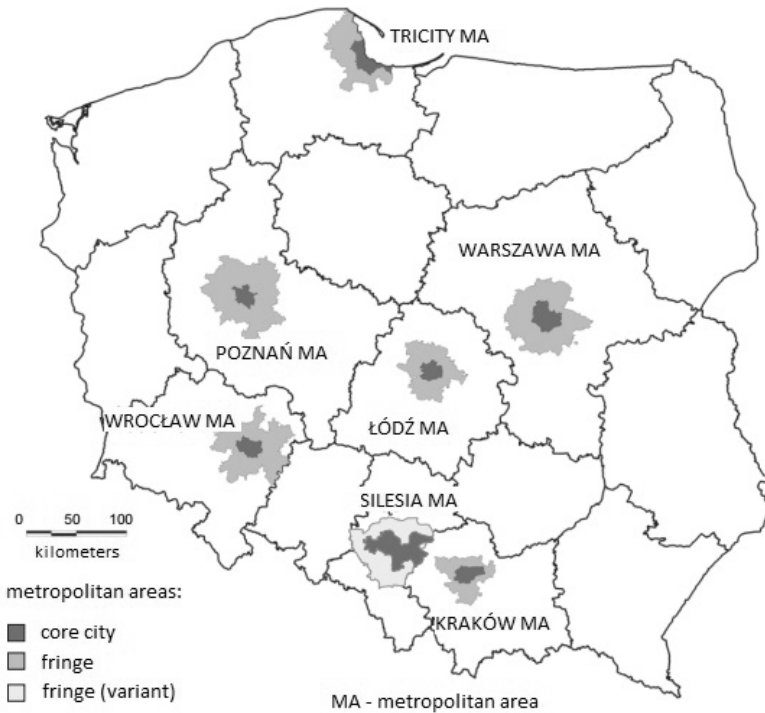 TRICITY MA
WARSZAWA MA
POZNAŃ MA
WROCŁAW MA
ŁÓDŹ MA
SILESIA MA
0 50 100
kilometers
KRAKÓW MA
metropolitan areas:
core city
fringe
fringe (variant)
MA - metropolitan area